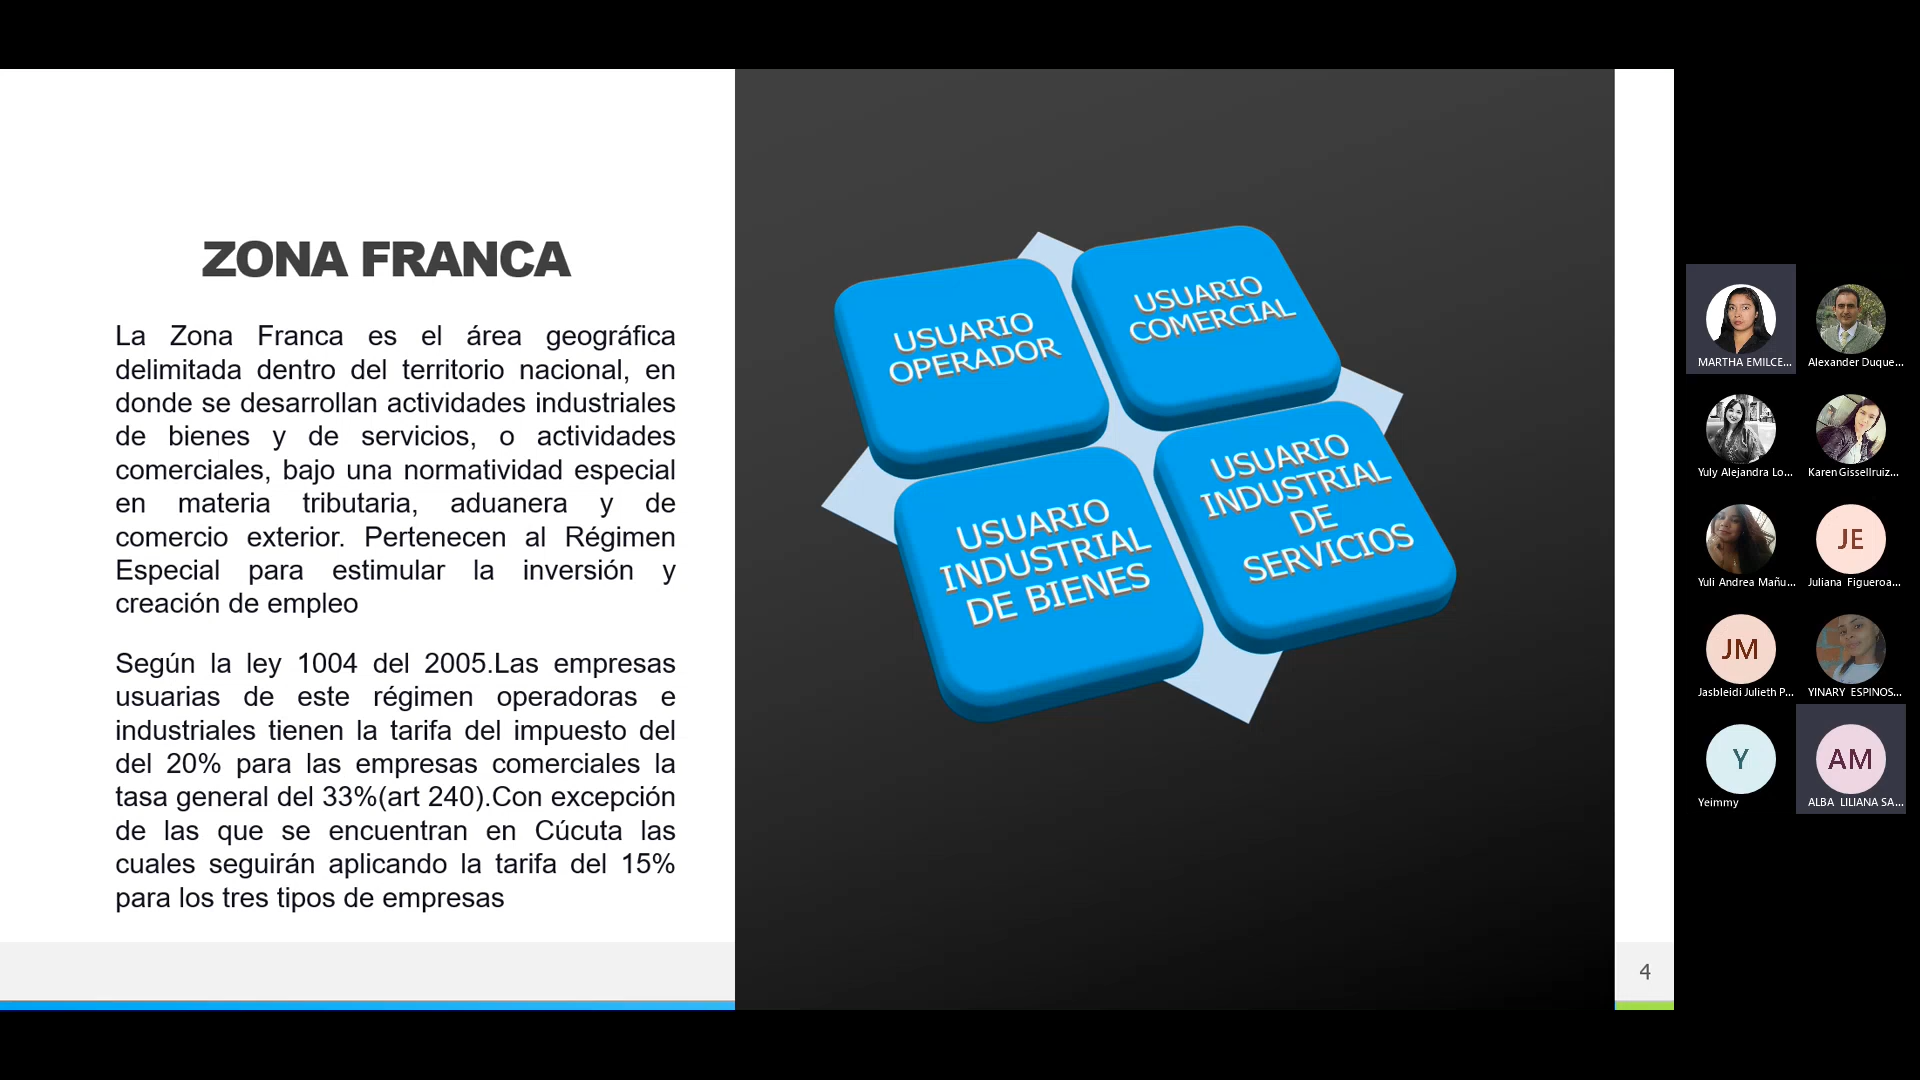 ZONA FRANCA
La Zona Franca es el área geográfica
delimitada dentro del territorio nacional, en
donde se desarrollan actividades industriales
de bienes y de servicios, o actividades
comerciales, bajo una normatividad especial
en materia tributaria, aduanera y de
comercio exterior. Pertenecen al Régimen
Especial para estimular la inversión y
creación de empleo
Según la ley 1004 del 2005.Las empresas
usuarias de este régimen operadoras e
industriales tienen la tarifa del impuesto del
del 20% para las empresas comerciales la
tasa general del 33%(art 240).Con excepción
de las que se encuentran en Cúcuta las
cuales seguirán aplicando la tarifa del 15%
para los tres tipos de empresas
USUARIO
OPERADOR
USUARIO
COMERCIAL
USUARIO
INDUSTRIAL
DE BIENES
USUARIO
INDUSTRIAL
DE
SERVICIOS
4
MARTHA EMILCE...
Alexander Duque...
Yuly Alejandra Lo...
Karen Gissellruiz...
Yuli Andrea Mañu...
JE
Juliana Figueroa...
JM
Jasbleidi Julieth P...
YINARY ESPINOS...
Y
Yeimmy
AM
ALBA LILIANA SA...